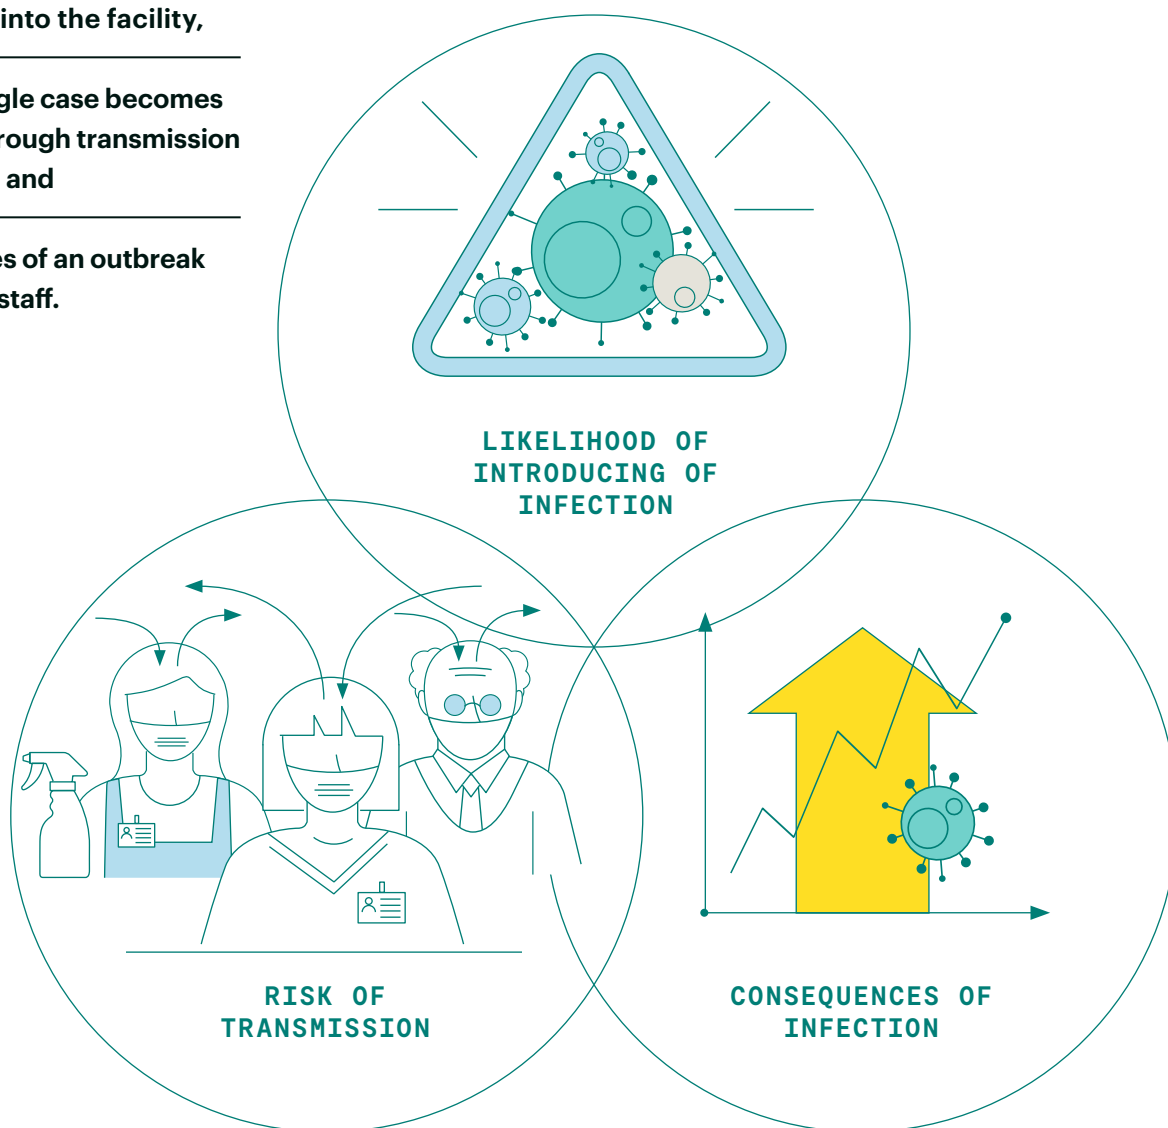 into the facility,
gle case becomes
rough transmission
and
es of an outbreak
staff.
LIKELIHOOD OF
INTRODUCING OF
INFECTION
RISK OF
TRANSMISSION
CONSEQUENCES OF
INFECTION